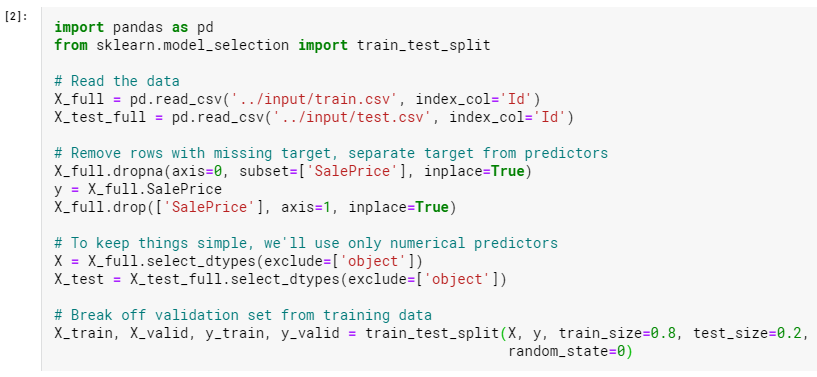 [2]:
import pandas as pd
from sklearn.model_selection import train_test_split
# Read the data
X_full = pd.read_csv('../input/train.csv', index_col='Id')
X_test_full = pd.read_csv('../input/test.csv', index_col='Id')
# Remove rows with missing target, separate target from predictors
X_full.dropna(axis=0, subset=['SalePrice'], inplace=True)
y = X_full.SalePrice
X_full.drop(['SalePrice'], axis=1, inplace=True)
# To keep things simple, we'll use only numerical predictors
X = X_full.select_dtypes(exclude=['object'])
X_test = X_test_full.select_dtypes(exclude=['object'])
# Break off validation set from training data
X_train, X_valid, y_train, y_valid = train_test_split(X, y, train_size=0.8, test_size=0.2,
random_state=0)